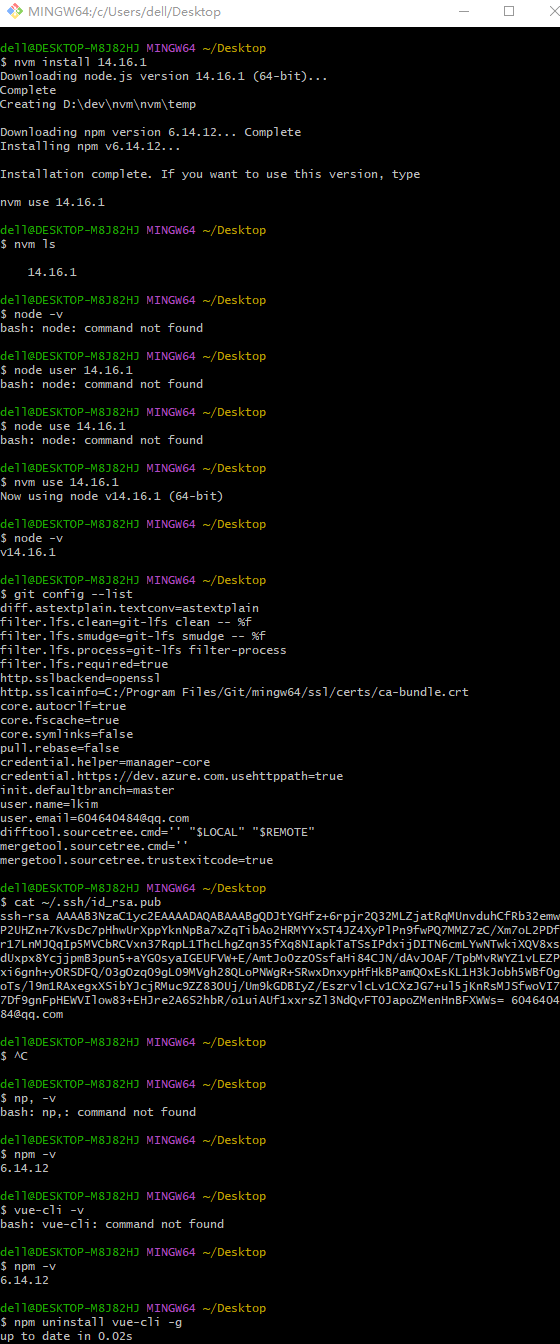 MINGW64:/c/Users/dell/Desktop
dell@DESKTOP-M8J82HJ MINGW64 ~/Desktop
$ nvm install 14.16.1
Downloading node.js version 14.16.1 (64-bit)...
Complete
Creating D:\dev\nvm\nvm\temp
Downloading npm version 6.14.12... Complete
Installing npm v6.14.12...
Installation complete. If you want to use this version, type
nvm use 14.16.1
dell@DESKTOP-M8J82HJ MINGW64 ~/Desktop
$ nvm ls
14.16.1
dell@DESKTOP-M8J82HJ MINGW64 ~/Desktop
$ node -v
bash: node: command not found
dell@DESKTOP-M8J82HJ MINGW64 ~/Desktop
$ node user 14.16.1
bash: node: command not found
dell@DESKTOP-M8J82HJ MINGW64 ~/Desktop
$ node use 14.16.1
bash: node: command not found
dell@DESKTOP-M8J82HJ MINGW64 ~/Desktop
$ nvm use 14.16.1
Now using node v14.16.1 (64-bit)
dell@DESKTOP-M8J82HJ MINGW64 ~/Desktop
$ node -v
v14.16.1
dell@DESKTOP-M8J82HJ MINGW64 ~/Desktop
$ git config --list
diff.astextplain.textconv=astextplain
filter.lfs.clean=git-lfs clean -- %f
filter.lfs.smudge=git-lfs smudge -- %f
filter.lfs.process=git-lfs filter-process
filter.lfs.required=true
http.sslbackend=openssl
http.sslcainfo=C:/Program Files/Git/mingw64/ssl/certs/ca-bundle.crt
core.autocrlf=true
core.fscache=true
core.symlinks=false
pull.rebase=false
credential.helper=manager-core
credential.https://dev.azure.com.usehttppath=true
init.defaultbranch=master
user.name=lkim
user.email=604640484@qq.com
difftool.sourcetree.cmd='' "$LOCAL" "$REMOTE"
mergetool.sourcetree.cmd=''
mergetool.sourcetree.trustexitcode=true
dell@DESKTOP-M8J82HJ MINGW64 ~/Desktop
$ cat ~/.ssh/id_rsa.pub
ssh-rsa AAAAB3NzaC1yc2EAAAADAQABAAABgQDJtYGHfz+6rpjr2Q32MLZjatRqMUnvduhCfRb32emw
P2UHZn+7KvsDc7pHhwUrXppYknNpBa7xZqTibAo2HRMYYxST4JZ4XyPlPn9fwPQ7MMZ7zC/Xm7oL2PDf
r17LnMJQqIp5MVCbRCVxn37RqpL1ThcLhgZqn35fXq8NIapkTaTSsIPdxijDITN6cmLYwNTwkiXQV8xs
dUxpx8YcjjpmB3pun5+aYGOsyaIGEUFVW+E/AmtJoOzzOSsfaHi84CJN/dAvJOAF/TpbMvRWYZ1vLEZP
xi6gnh+yORSDFQ/O3gOzqO9gLO9MVgh28QLoPNWgR+SRwxDnxypHfHkBPamQOxEsKL1H3kJobh5WBfOg
oTs/l9m1RAxegxXSibYJcjRMuc9ZZ83OUj/Um9kGDBIyZ/EszrvlcLv1CXzJG7+ul5jKnRsMJSfwoVI7
7Df9gnFpHEWVIlow83+EHJre2A6S2hbR/o1uiAUf1xxrsZl3NdQvFTOJapoZMenHnBFXWWs= 6046404
84@qq.com
dell@DESKTOP-M8J82HJ MINGW64 ~/Desktop
$ ^C
dell@DESKTOP-M8J82HJ MINGW64 ~/Desktop
$ np, -v
bash: np,: command not found
dell@DESKTOP-M8J82HJ MINGW64 ~/Desktop
$ npm -v
6.14.12
dell@DESKTOP-M8J82HJ MINGW64 ~/Desktop
$ vue-cli -v
bash: vue-cli: command not found
dell@DESKTOP-M8J82HJ MINGW64 ~/Desktop
$ npm -v
6.14.12
dell@DESKTOP-M8J82HJ MINGW64 ~/Desktop
$ npm uninstall vue-cli -g
up to date in 0.02s